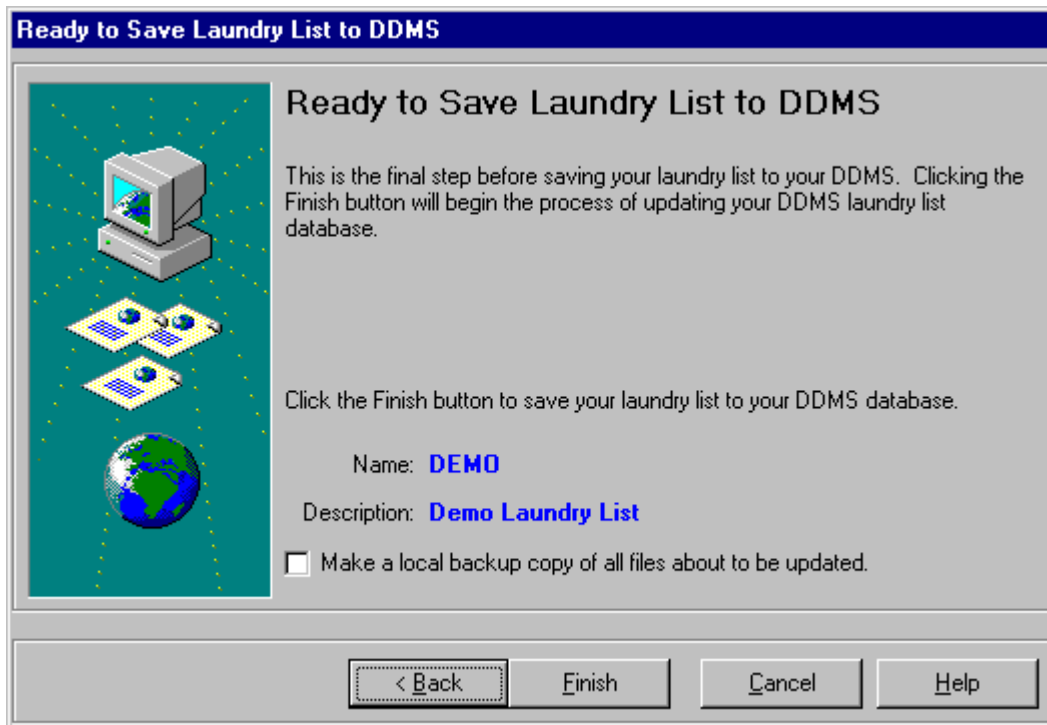 Ready to Save Laundry List to DDMS
Ready to Save Laundry List to DDMS
This is the final step before saving your laundry list to your DDMS. Clicking the
Finish button will begin the process of updating your DDMS laundry list
database.
Click the Finish button to save your laundry list to your DDMS database.
Name: DEMO
Description: Demo Laundry List
Make a local backup copy of all files about to be updated.
< Back Finish Cancel Help